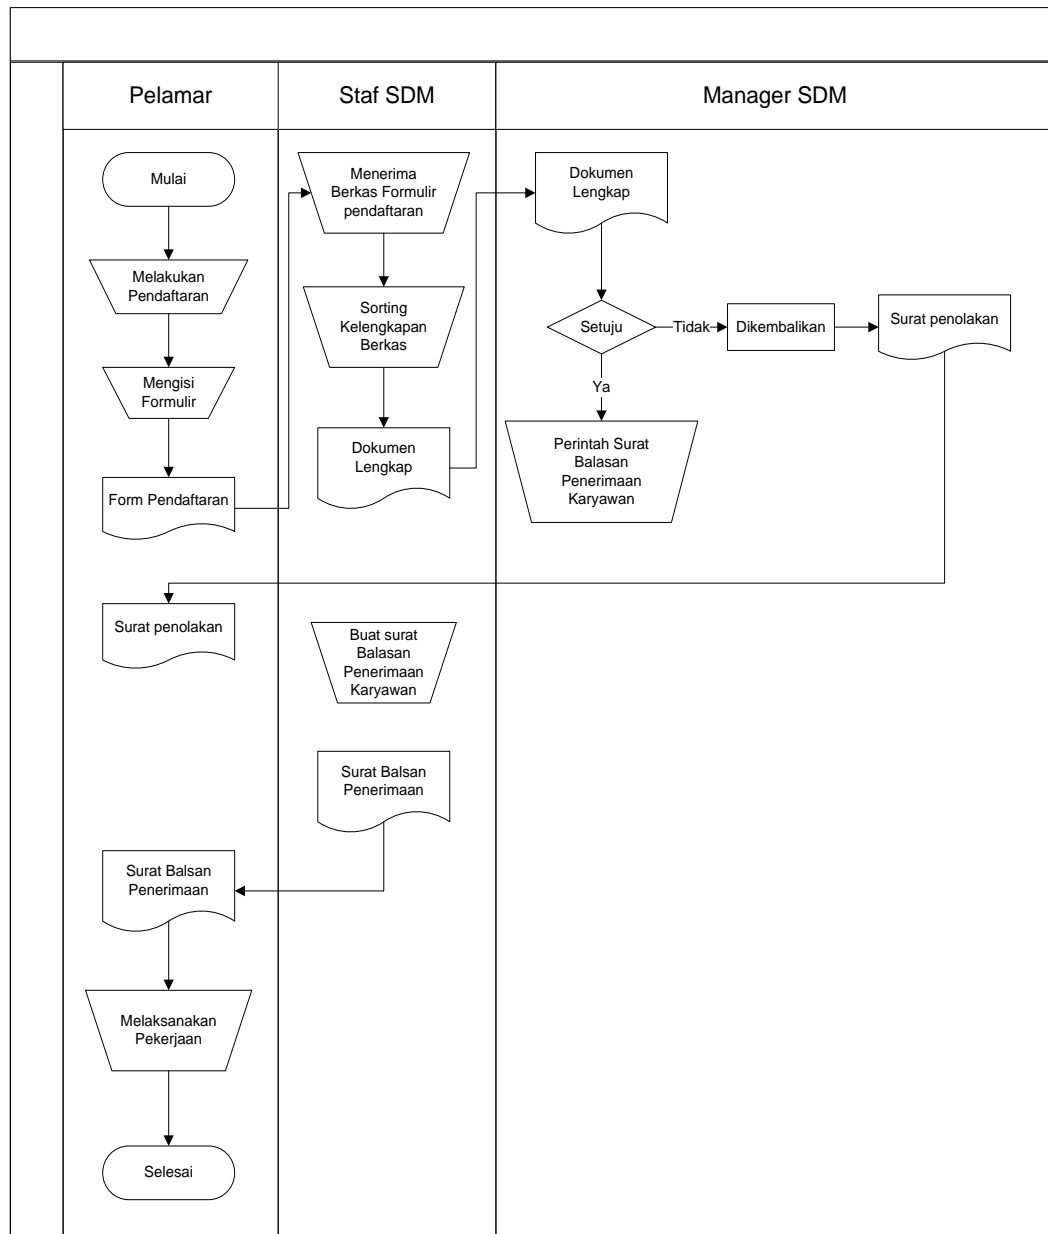 Pelamar
Staf SDM
Manager SDM
Mulai
Melakukan
Pendaftaran
Mengisi
Formulir
Form Pendaftaran
Menerima
Berkas Formulir
pendaftaran
Sorting
Kelengkapan
Berkas
Dokumen
Lengkap
Dokumen
Lengkap
Setuju
Tidak
Dikembalikan
Surat penolakan
Ya
Perintah Surat
Balasan
Penerimaan
Karyawan
Surat penolakan
Buat surat
Balasan
Penerimaan
Karyawan
Surat Balsan
Penerimaan
Surat Balsan
Penerimaan
Melaksanakan
Pekerjaan
Selesai